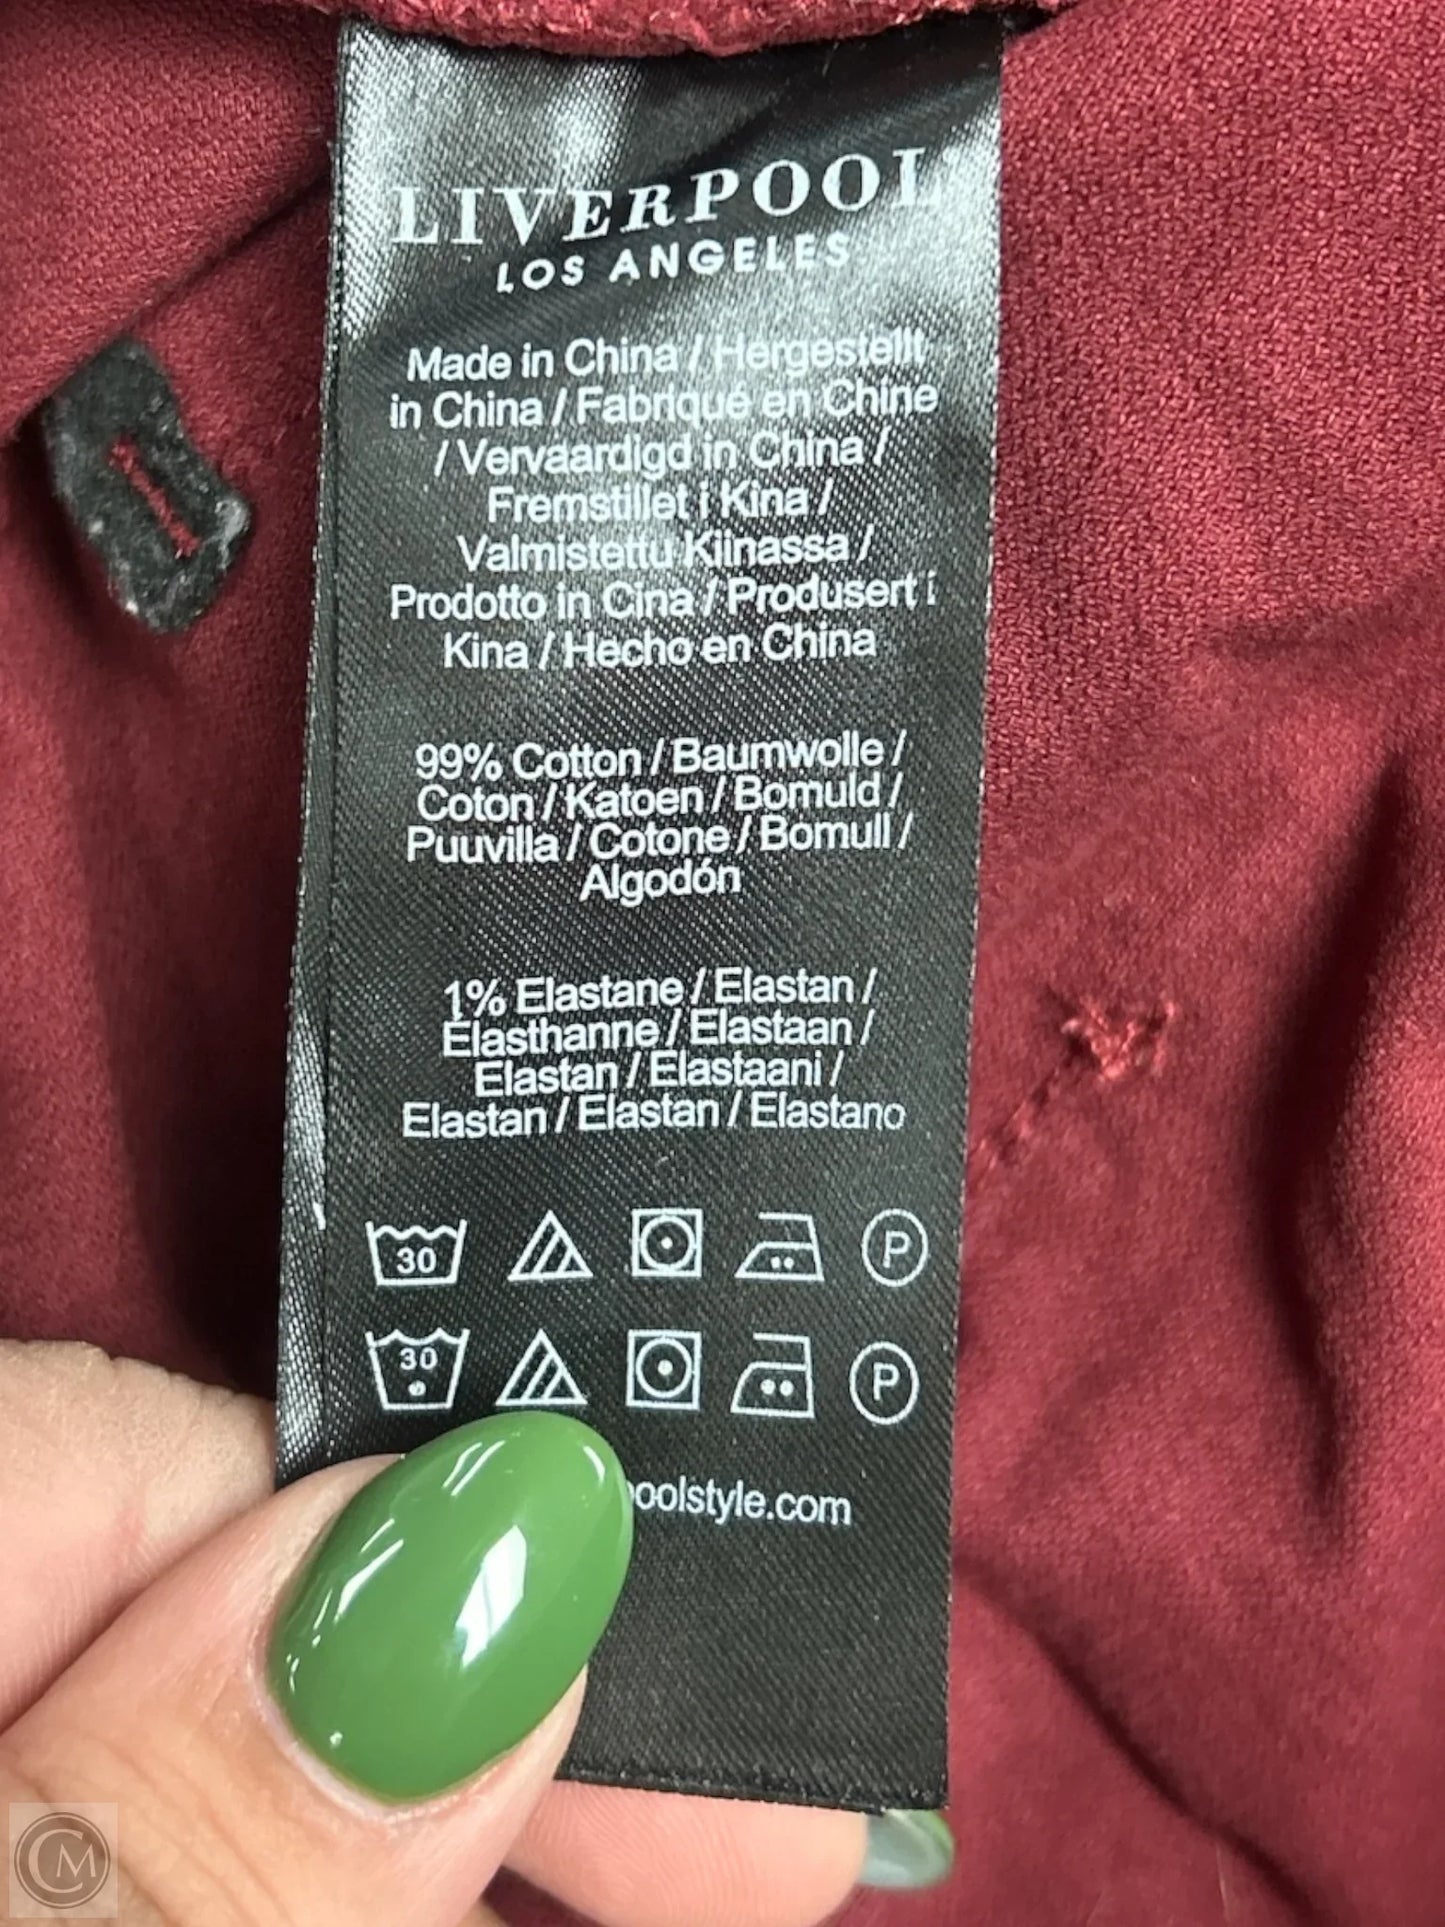 LIVERPOOL
LOS ANGELES
Made in China / Hergestellt
in China / Fabriqué en Chine
/ Vervaardigd in China /
Fremstillet i Kina /
Valmistettu Kiinassa /
Prodotto in Cina / Produsert i
Kina / Hecho en China
99% Cotton / Baumwolle /
Coton / Katoen / Bomuld /
Puuvilla / Cotone / Bomull /
Algodón
1% Elastane / Elastan /
Elasthanne / Elastaan /
Elastan / Elastaani /
Elastan / Elastan / Elastano
30 P
30 P
oolstyle.com
CM